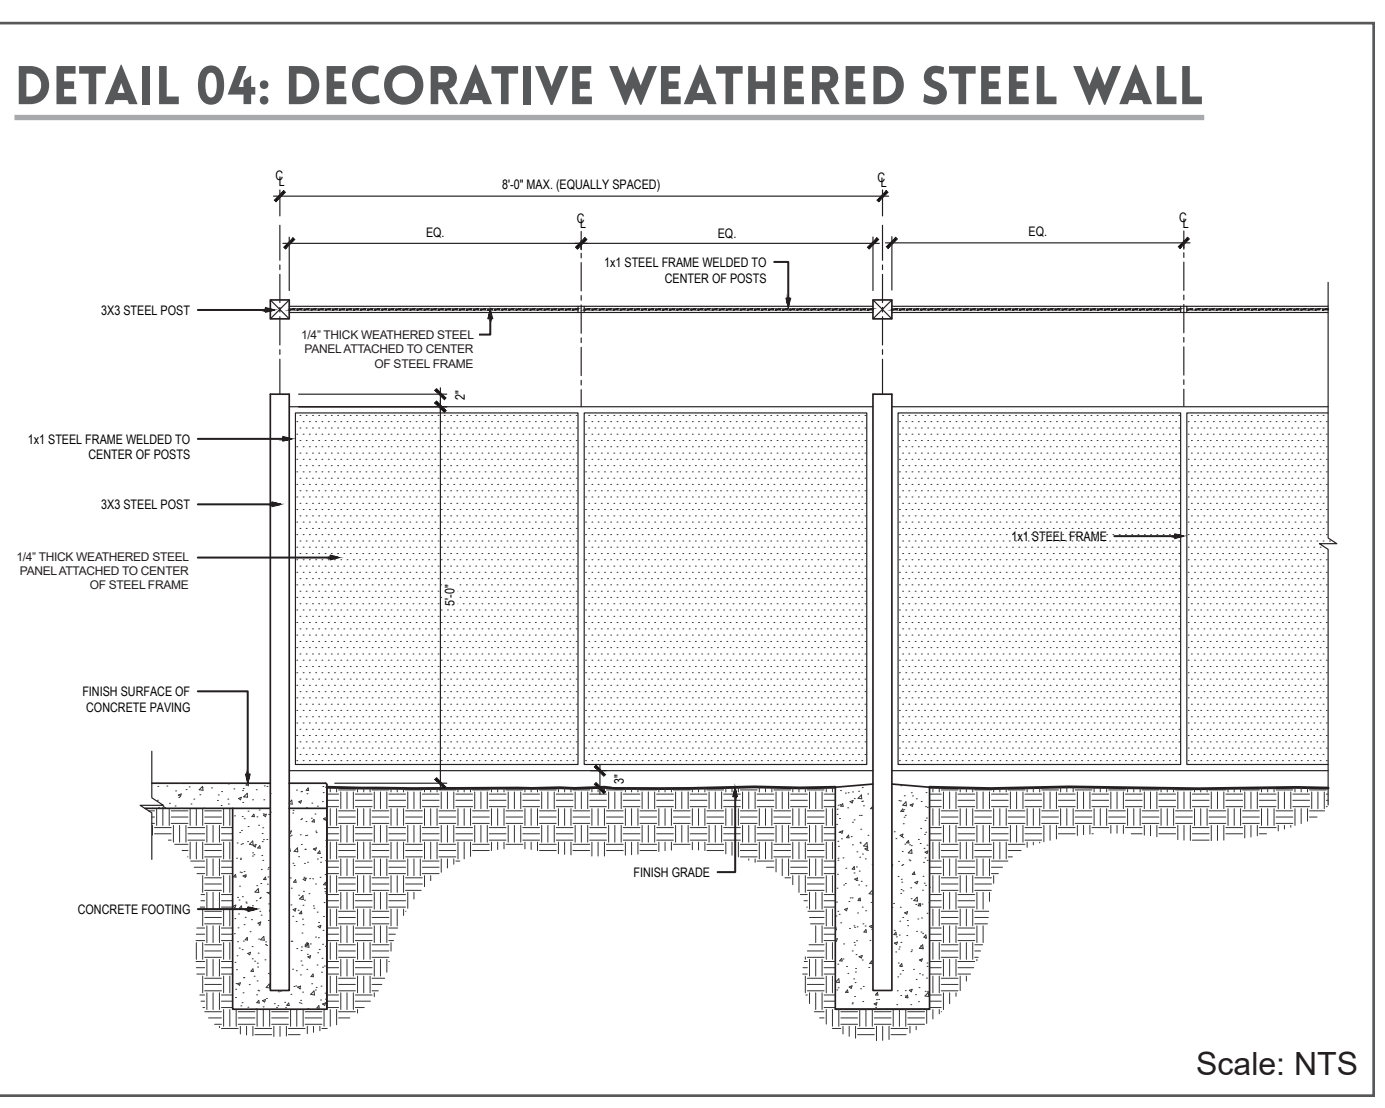 DETAIL 04: DECORATIVE WEATHERED STEEL WALL
℄
℄
8'-0" MAX. (EQUALLY SPACED)
℄
℄
EQ.
EQ.
EQ.
1x1 STEEL FRAME WELDED TO
CENTER OF POSTS
3X3 STEEL POST
1/4" THICK WEATHERED STEEL
PANEL ATTACHED TO CENTER
OF STEEL FRAME
2"
1x1 STEEL FRAME WELDED TO
CENTER OF POSTS
3X3 STEEL POST
1x1 STEEL FRAME
1/4" THICK WEATHERED STEEL
PANEL ATTACHED TO CENTER
OF STEEL FRAME
5'-0"
FINISH SURFACE OF
CONCRETE PAVING
3"
FINISH GRADE
CONCRETE FOOTING
Scale: NTS